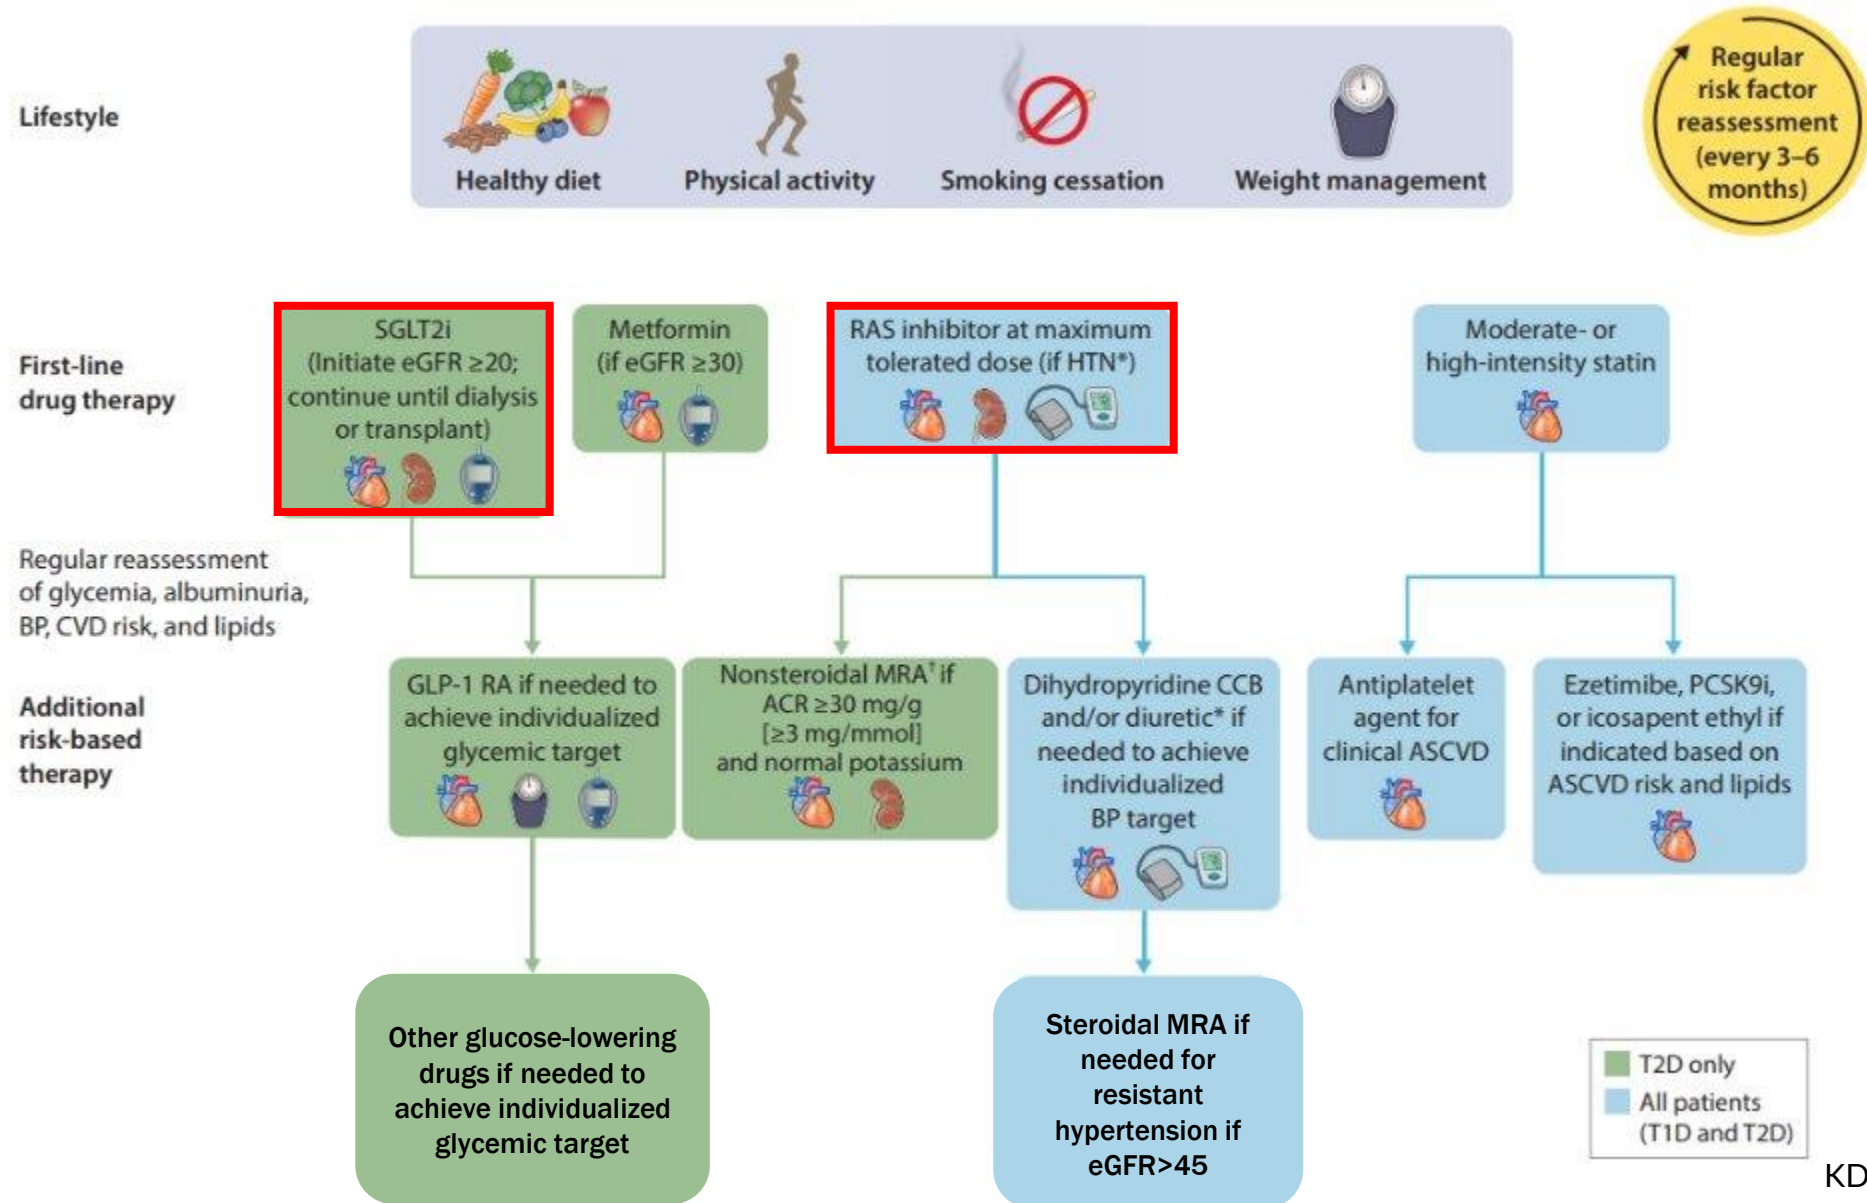 Lifestyle
Healthy diet
Physical activity
Smoking cessation
Weight management
Regular
risk factor
reassessment
(every 3–6
months)
First-line
drug therapy
SGLT2i
(Initiate eGFR ≥20;
continue until dialysis
or transplant)
Metformin
(if eGFR ≥30)
RAS inhibitor at maximum
tolerated dose (if HTN*)
Moderate- or
high-intensity statin
Regular reassessment
of glycemia, albuminuria,
BP, CVD risk, and lipids
Additional
risk-based
therapy
GLP-1 RA if needed to
achieve individualized
glycemic target
Nonsteroidal MRA† if
ACR ≥30 mg/g
[≥3 mg/mmol]
and normal potassium
Dihydropyridine CCB
and/or diuretic* if
needed to achieve
individualized
BP target
Antiplatelet
agent for
clinical ASCVD
Ezetimibe, PCSK9i,
or icosapent ethyl if
indicated based on
ASCVD risk and lipids
Other glucose-lowering
drugs if needed to
achieve individualized
glycemic target
Steroidal MRA if
needed for
resistant
hypertension if
eGFR>45
T2D only
All patients
(T1D and T2D)
KD